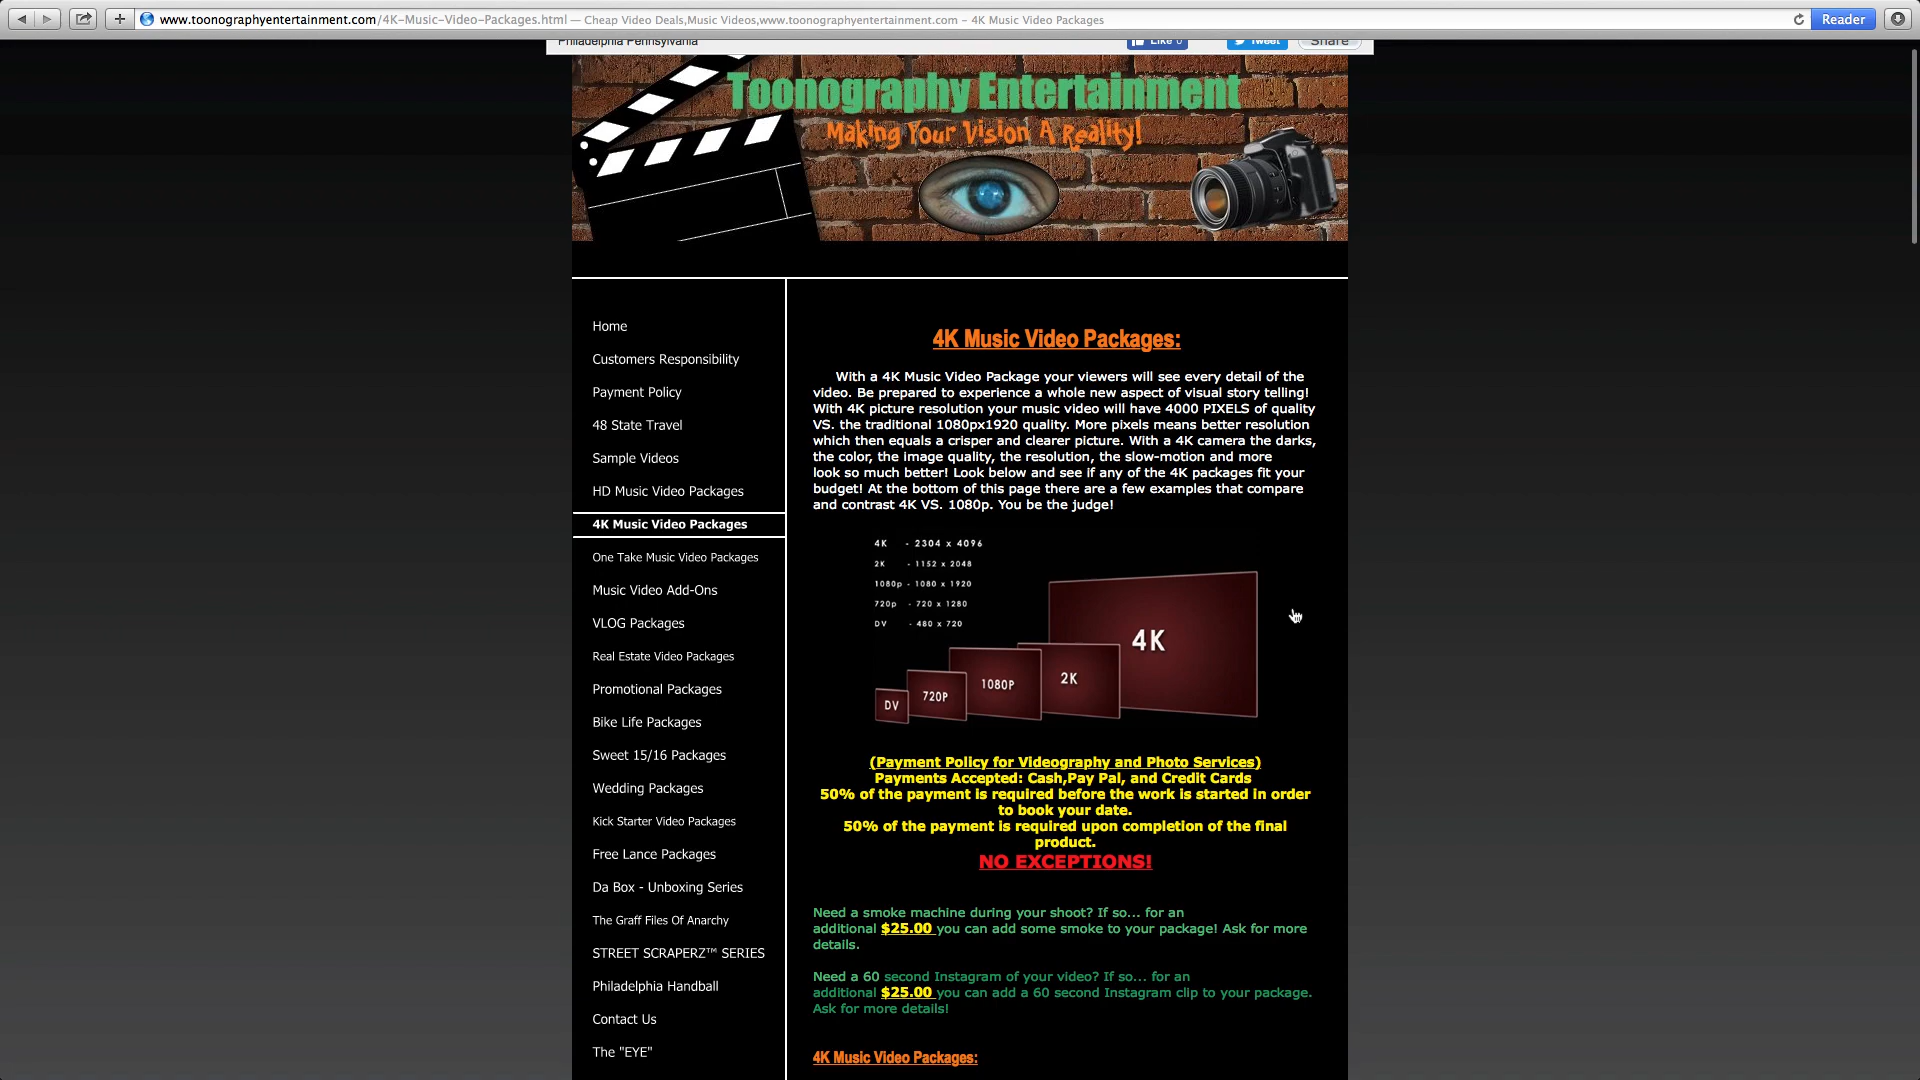 www.toonographyentertainment.com/4K-Music-Video-Packages.html — Cheap Video Deals,Music Videos,www.toonographyentertainment.com – 4K Music Video Packages
Reader
Philadelphia Pennsylvania
Like 0
Tweet
Share
Toonography Entertainment
Making Your Vision A Reality!
Home
Customers Responsibility
Payment Policy
48 State Travel
Sample Videos
HD Music Video Packages
4K Music Video Packages
One Take Music Video Packages
Music Video Add-Ons
VLOG Packages
Real Estate Video Packages
Promotional Packages
Bike Life Packages
Sweet 15/16 Packages
Wedding Packages
Kick Starter Video Packages
Free Lance Packages
Da Box - Unboxing Series
The Graff Files Of Anarchy
STREET SCRAPERZ™ SERIES
Philadelphia Handball
Contact Us
The "EYE"
4K Music Video Packages:
With a 4K Music Video Package your viewers will see every detail of the
video. Be prepared to experience a whole new aspect of visual story telling!
With 4K picture resolution your music video will have 4000 PIXELS of quality
VS. the traditional 1080px1920 quality. More pixels means better resolution
which then equals a crisper and clearer picture. With a 4K camera the darks,
the color, the image quality, the resolution, the slow-motion and more
look so much better! Look below and see if any of the 4K packages fit your
budget! At the bottom of this page there are a few examples that compare
and contrast 4K VS. 1080p. You be the judge!
4K - 2304 x 4096
2K - 1152 x 2048
1080p - 1080 x 1920
720p - 720 x 1280
DV - 480 x 720
DV
720P
1080P
2K
4K
(Payment Policy for Videography and Photo Services)
Payments Accepted: Cash,Pay Pal, and Credit Cards
50% of the payment is required before the work is started in order
to book your date.
50% of the payment is required upon completion of the final
product.
NO EXCEPTIONS!
Need a smoke machine during your shoot? If so... for an
additional $25.00 you can add some smoke to your package! Ask for more
details.
Need a 60 second Instagram of your video? If so... for an
additional $25.00 you can add a 60 second Instagram clip to your package.
Ask for more details!
4K Music Video Packages: